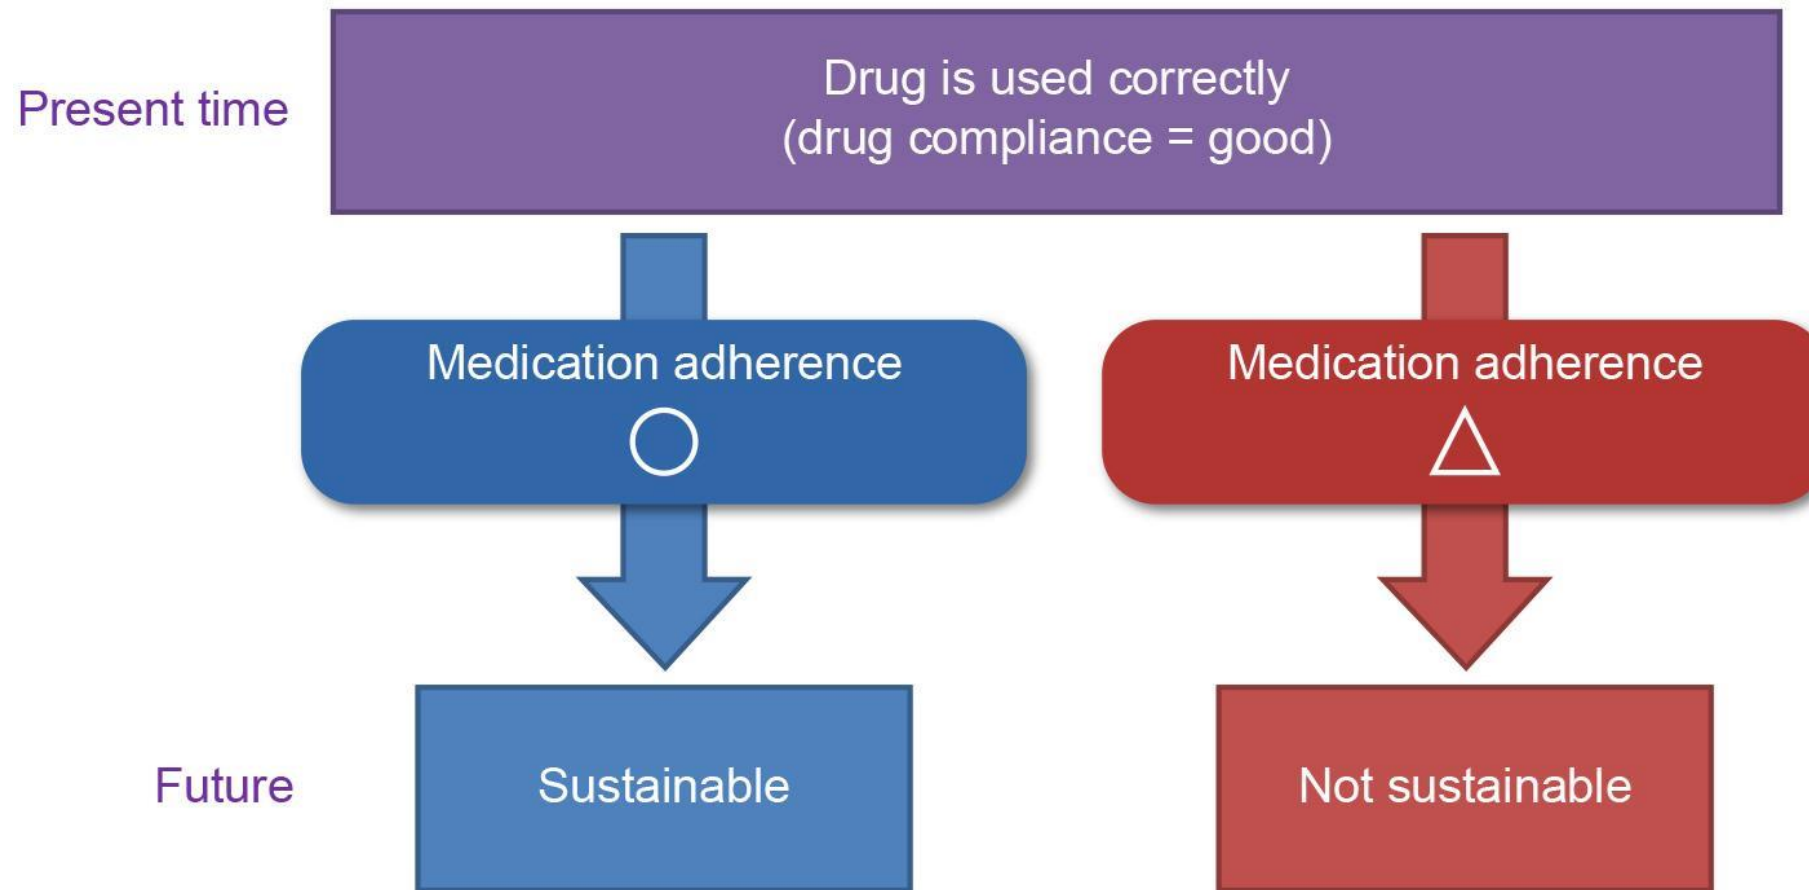 Present time
Drug is used correctly
(drug compliance = good)
Medication adherence
Medication adherence
Future
Sustainable
Not sustainable